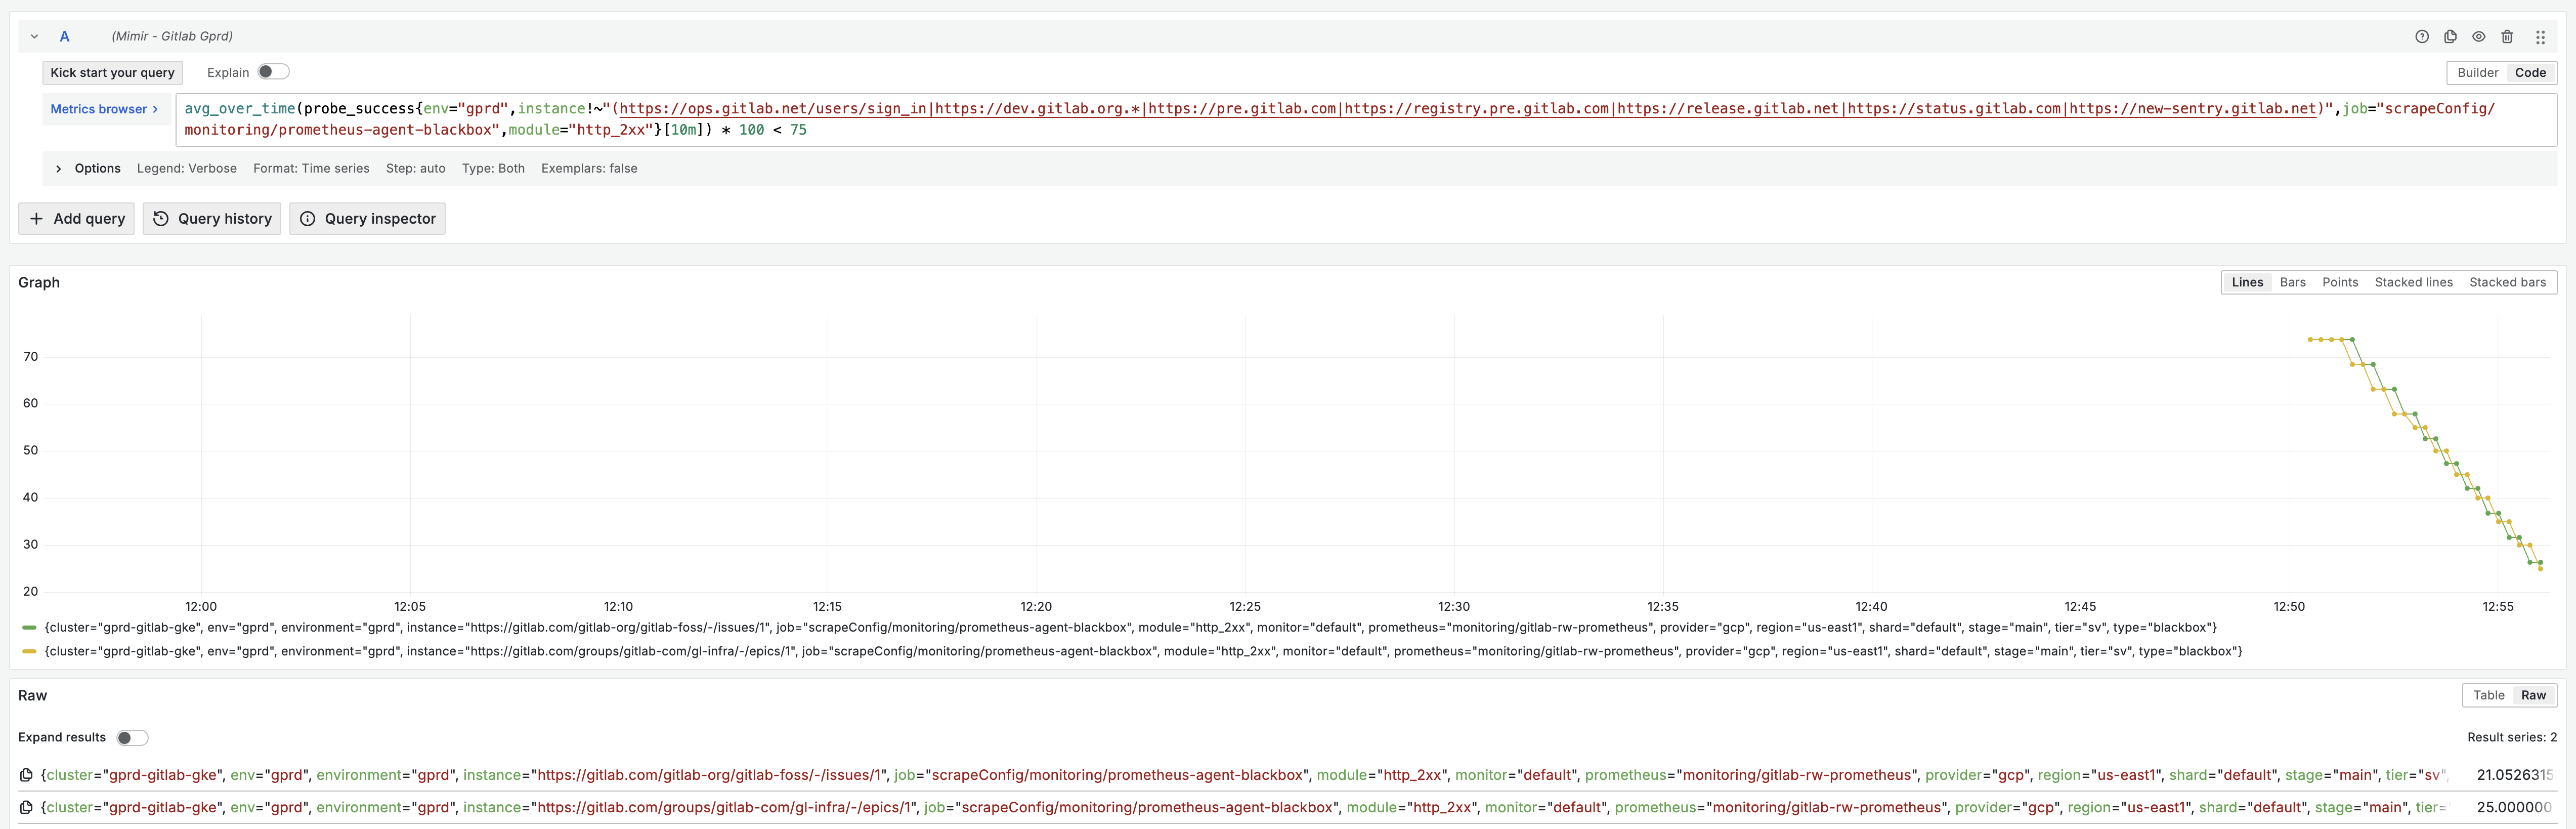 A (Mimir - Gitlab Gprd)
Kick start your query Explain Builder Code
Metrics browser > avg_over_time(probe_success{env="gprd",instance!~"(https://ops.gitlab.net/users/sign_in|https://dev.gitlab.org.*|https://pre.gitlab.com|https://registry.pre.gitlab.com|https://release.gitlab.net|https://status.gitlab.com|https://new-sentry.gitlab.net)",job="scrapeConfig/
monitoring/prometheus-agent-blackbox",module="http_2xx"}[10m]) * 100 < 75
> Options Legend: Verbose Format: Time series Step: auto Type: Both Exemplars: false
+ Add query Query history Query inspector
Graph Lines Bars Points Stacked lines Stacked bars
70
60
50
40
30
20
12:00 12:05 12:10 12:15 12:20 12:25 12:30 12:35 12:40 12:45 12:50 12:55
{cluster="gprd-gitlab-gke", env="gprd", environment="gprd", instance="https://gitlab.com/gitlab-org/gitlab-foss/-/issues/1", job="scrapeConfig/monitoring/prometheus-agent-blackbox", module="http_2xx", monitor="default", prometheus="monitoring/gitlab-rw-prometheus", provider="gcp", region="us-east1", shard="default", stage="main", tier="sv", type="blackbox"}
{cluster="gprd-gitlab-gke", env="gprd", environment="gprd", instance="https://gitlab.com/groups/gitlab-com/gl-infra/-/epics/1", job="scrapeConfig/monitoring/prometheus-agent-blackbox", module="http_2xx", monitor="default", prometheus="monitoring/gitlab-rw-prometheus", provider="gcp", region="us-east1", shard="default", stage="main", tier="sv", type="blackbox"}
Raw Table Raw
Expand results Result series: 2
{cluster="gprd-gitlab-gke", env="gprd", environment="gprd", instance="https://gitlab.com/gitlab-org/gitlab-foss/-/issues/1", job="scrapeConfig/monitoring/prometheus-agent-blackbox", module="http_2xx", monitor="default", prometheus="monitoring/gitlab-rw-prometheus", provider="gcp", region="us-east1", shard="default", stage="main", tier="sv", 21.0526315
{cluster="gprd-gitlab-gke", env="gprd", environment="gprd", instance="https://gitlab.com/groups/gitlab-com/gl-infra/-/epics/1", job="scrapeConfig/monitoring/prometheus-agent-blackbox", module="http_2xx", monitor="default", prometheus="monitoring/gitlab-rw-prometheus", provider="gcp", region="us-east1", shard="default", stage="main", tier= 25.000000